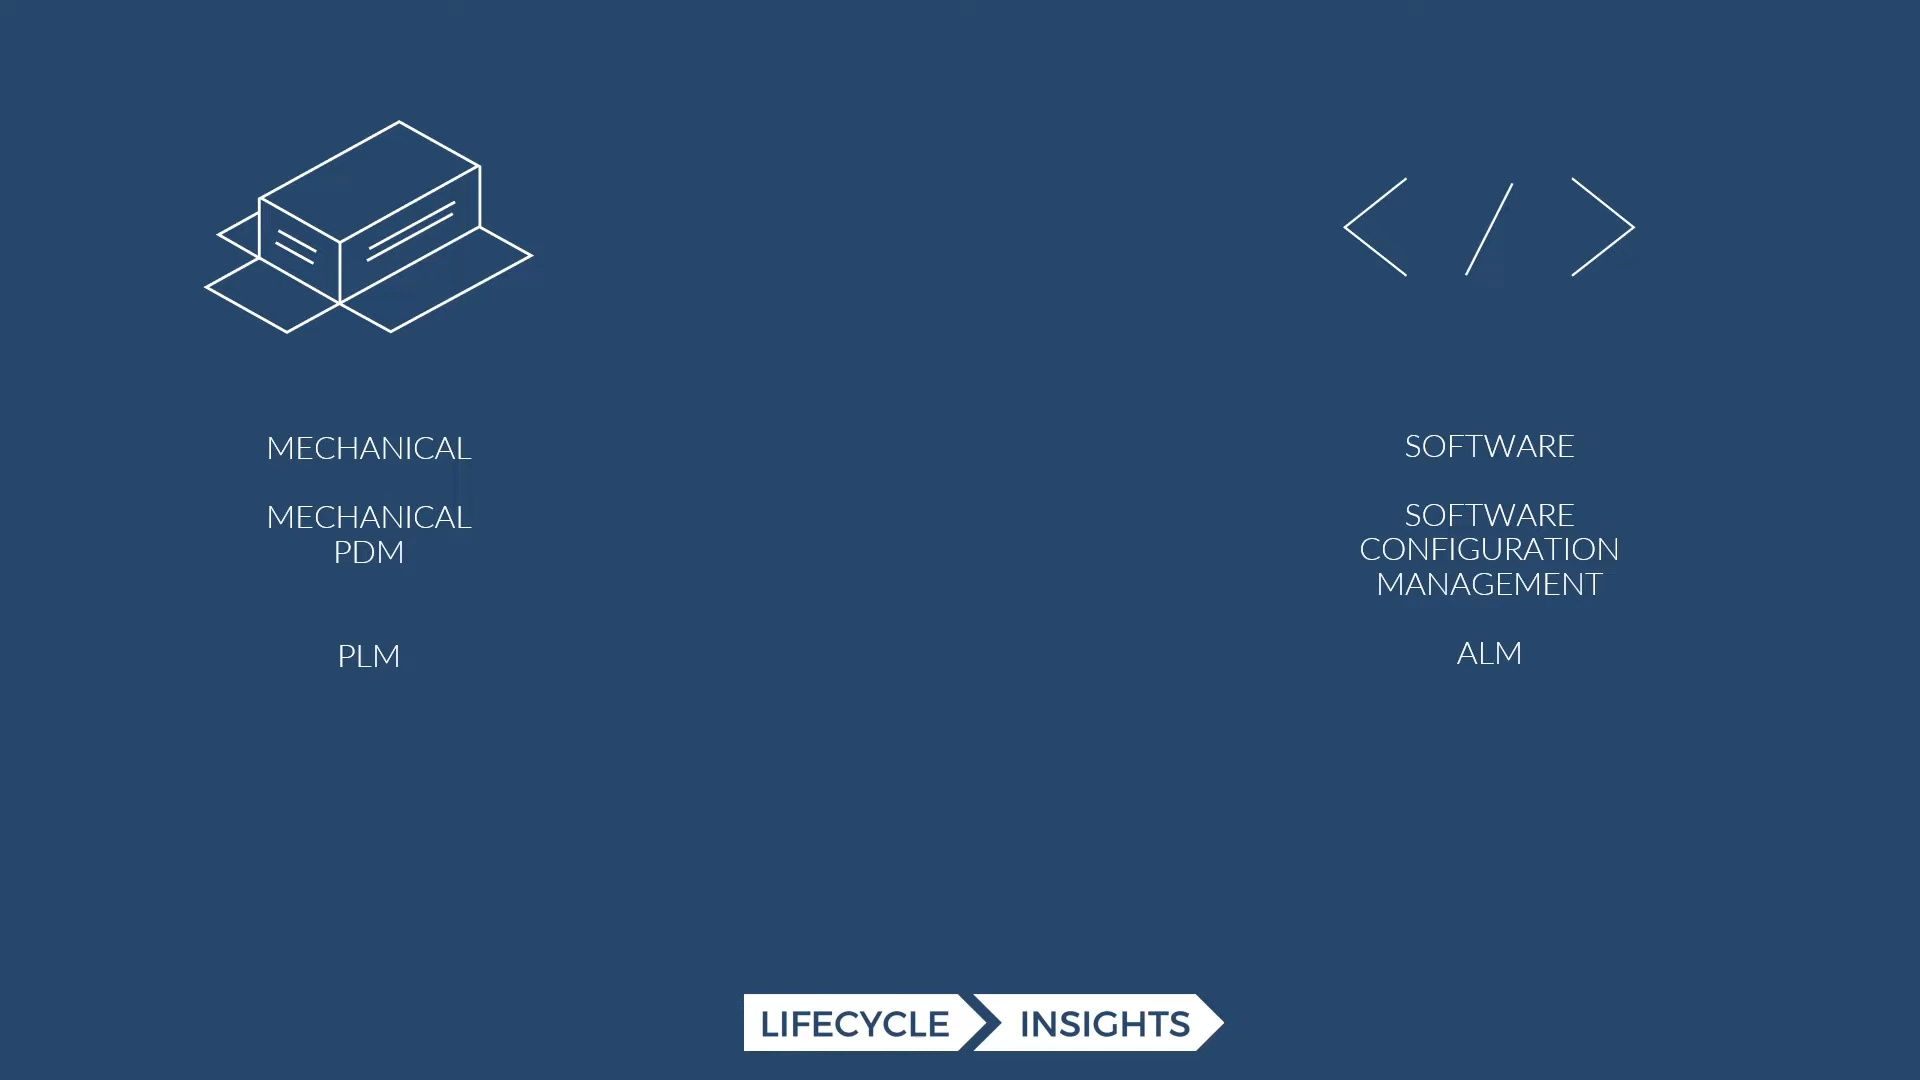 MECHANICAL
MECHANICAL
PDM
PLM
SOFTWARE
SOFTWARE
CONFIGURATION
MANAGEMENT
ALM
LIFECYCLE INSIGHTS